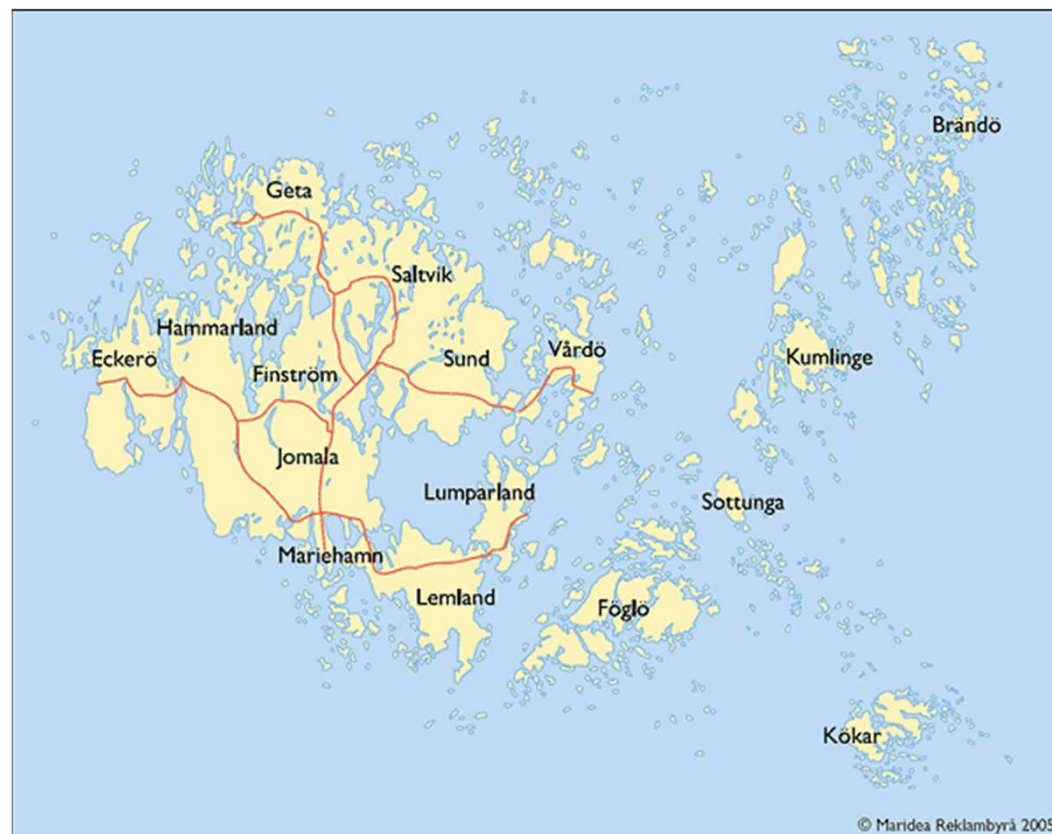 Brändö
Geta
Saltvik
Hammarland
Eckerö
Finström
Sund
Vårdö
Kumlinge
Jomala
Lumparland
Sottunga
Mariehamn
Lemland
Föglö
Kökar
© Maridea Reklambyrå 2005